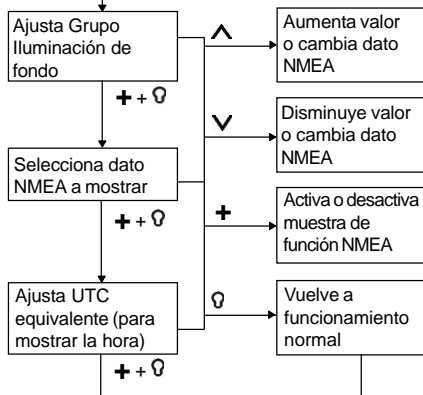 Ajusta Grupo
Iluminación de
fondo
+ +
Selecciona dato
NMEA a mostrar
+ +
Ajusta UTC
equivalente (para
mostrar la hora)
+ +
+
Aumenta valor
o cambia dato
NMEA
Disminuye valor
o cambia dato
NMEA
Activa o desactiva
muestra de
función NMEA
Vuelve a
funcionamiento
normal